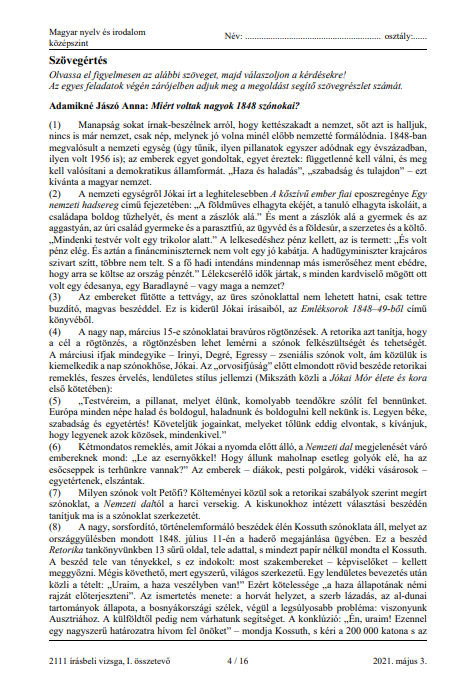 Magyar nyelv és irodalom
középszint
Név: ............................................................ osztály:......
Szövegértés
Olvassa el figyelmesen az alábbi szöveget, majd válaszoljon a kérdésekre!
Az egyes feladatok végén zárójelben adjuk meg a megoldást segítő szövegrészlet számát.
Adamikné Jászó Anna: Miért voltak nagyok 1848 szónokai?
(1) Manapság sokat írnak-beszélnek arról, hogy kettészakadt a nemzet, sőt azt is halljuk,
nincs is már nemzet, csak nép, melynek jó volna minél előbb nemzetté formálódnia. 1848-ban
megvalósult a nemzeti egység (úgy tűnik, ilyen pillanatok egyszer adódnak egy évszázadban,
ilyen volt 1956 is); az emberek egyet gondoltak, egyet éreztek: függetlenné kell válni, és meg
kell valósítani a demokratikus államformát. „Haza és haladás", „szabadság és tulajdon" – ezt
kívánta a magyar nemzet.
(2) A nemzeti egységről Jókai írt a leghitelesebben A kőszívű ember fiai eposzregénye Egy
nemzeti hadsereg című fejezetében: „A földműves elhagyta ekéjét, a tanuló elhagyta iskoláit, a
családapa boldog tűzhelyét, és ment a zászlók alá." És ment a zászlók alá a gyermek és az
aggastyán, az úri család gyermeke és a parasztfiú, az ügyvéd és a földesúr, a szerzetes és a költő.
„Mindenki testvér volt egy trikolor alatt." A lelkesedéshez pénz kellett, az is termett: „És volt
pénz elég. És aztán a fináncminiszternek nem volt egy jó kabátja. A hadügyminiszter krajcáros
szivart szítt, többre nem telt. S a fő hadi intendáns mindennap más ismerőséhez ment ebédre,
hogy arra se költse az ország pénzét." Lélekcserélő idők jártak, s minden kardviselő mögött ott
volt egy édesanya, egy Baradlayné – vagy maga a nemzet?
(3) Az embereket fűtötte a tettvágy, az üres szónoklattal nem lehetett hatni, csak tettre
buzdító, magvas beszéddel. Ez is kiderül Jókai írásaiból, az Emléksorok 1848–49-ből című
könyvéből.
(4) A nagy nap, március 15-e szónoklatai bravúros rögtönzések. A retorika azt tanítja, hogy
a cél a rögtönzés, a rögtönzésben lehet lemérni a szónok felkészültségét és tehetségét.
A márciusi ifjak mindegyike – Irinyi, Degré, Egressy – zseniális szónok volt, ám közülük is
kiemelkedik a nap szónokhőse, Jókai. Az „orvosifjúság" előtt elmondott rövid beszéde retorikai
remeklés, feszes érvelés, lendületes stílus jellemzi (Mikszáth közli a Jókai Mór élete és kora
első kötetében):
(5) „Testvéreim, a pillanat, melyet élünk, komolyabb teendőkre szólít fel bennünket.
Európa minden népe halad és boldogul, haladnunk és boldogulni kell nekünk is. Legyen béke,
szabadság és egyetértés! Követeljük jogainkat, melyeket tőlünk eddig elvontak, s kívánjuk,
hogy legyenek azok közösek, mindenkivel."
(6) Kétmondatos remeklés, amit Jókai a nyomda előtt álló, a Nemzeti dal megjelenését váró
embereknek mond: „Le az esernyőkkel! Hogy állunk maholnap esetleg golyók elé, ha az
esőcseppek is terhünkre vannak?" Az emberek – diákok, pesti polgárok, vidéki vásárosok –
egyetértenek, elszántak.
(7) Milyen szónok volt Petőfi? Költeményei közül sok a retorikai szabályok szerint megírt
szónoklat, a Nemzeti daltól a harci versekig. A kiskunokhoz intézett választási beszédén
tanítjuk ma is a szónoklat szerkezetét.
(8) A nagy, sorsfordító, történelemformáló beszédek élén Kossuth szónoklata áll, melyet az
országgyűlésben mondott 1848. július 11-én a haderő megajánlása ügyében. Ez a beszéd
Retorika tankönyvünkben 13 sűrű oldal, tele adattal, s mindezt papír nélkül mondta el Kossuth.
A beszéd tele van tényekkel, s ez indokolt: most szakembereket – képviselőket – kellett
meggyőzni. Mégis követhető, mert egyszerű, világos szerkezetű. Egy lendületes bevezetés után
közli a tételt: „Uraim, a haza veszélyben van!" Ezért kötelessége „a haza állapotának némi
rajzát előterjeszteni". Az ismertetés menete: a horvát helyzet, a szerb lázadás, az al-dunai
tartományok állapota, a bosnyákországi szélek, végül a legsúlyosabb probléma: viszonyunk
Ausztriához. A külföldtől pedig nem várhatunk segítséget. A konklúzió: „Én, uraim! Ezennel
egy nagyszerű határozatra hívom fel önöket" – mondja Kossuth, s kéri a 200 000 katona s az
2111 írásbeli vizsga, I. összetevő
4 / 16
2021. május 3.